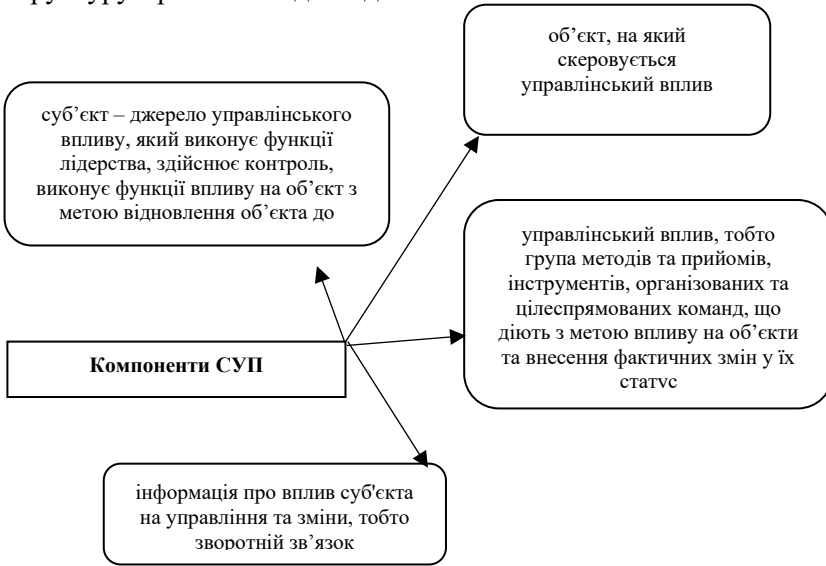 об’єкт, на який
скеровується
управлінський вплив
суб’єкт – джерело управлінського
впливу, який виконує функції
лідерства, здійснює контроль,
виконує функції впливу на об’єкт з
метою відновлення об’єкта до
управлінський вплив, тобто
група методів та прийомів,
інструментів, організованих та
цілеспрямованих команд, що
діють з метою впливу на об’єкти
та внесення фактичних змін у їх
статус
Компоненти СУП
інформація про вплив суб'єкта
на управління та зміни, тобто
зворотній зв’язок